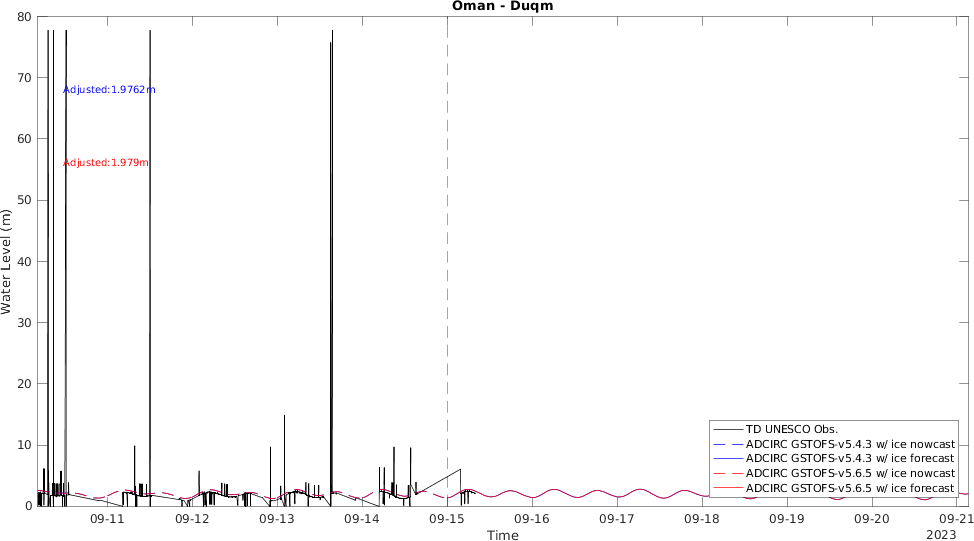 Oman - Duqm
80
70
60
50
40
30
20
10
0
Water Level (m)
Adjusted:1.9762m
Adjusted:1.979m
TD UNESCO Obs.
ADCIRC GSTOFS-v5.4.3 w/ ice nowcast
ADCIRC GSTOFS-v5.4.3 w/ ice forecast
ADCIRC GSTOFS-v5.6.5 w/ ice nowcast
ADCIRC GSTOFS-v5.6.5 w/ ice forecast
09-11 09-12 09-13 09-14 09-15 09-16 09-17 09-18 09-19 09-20 09-21
Time
2023